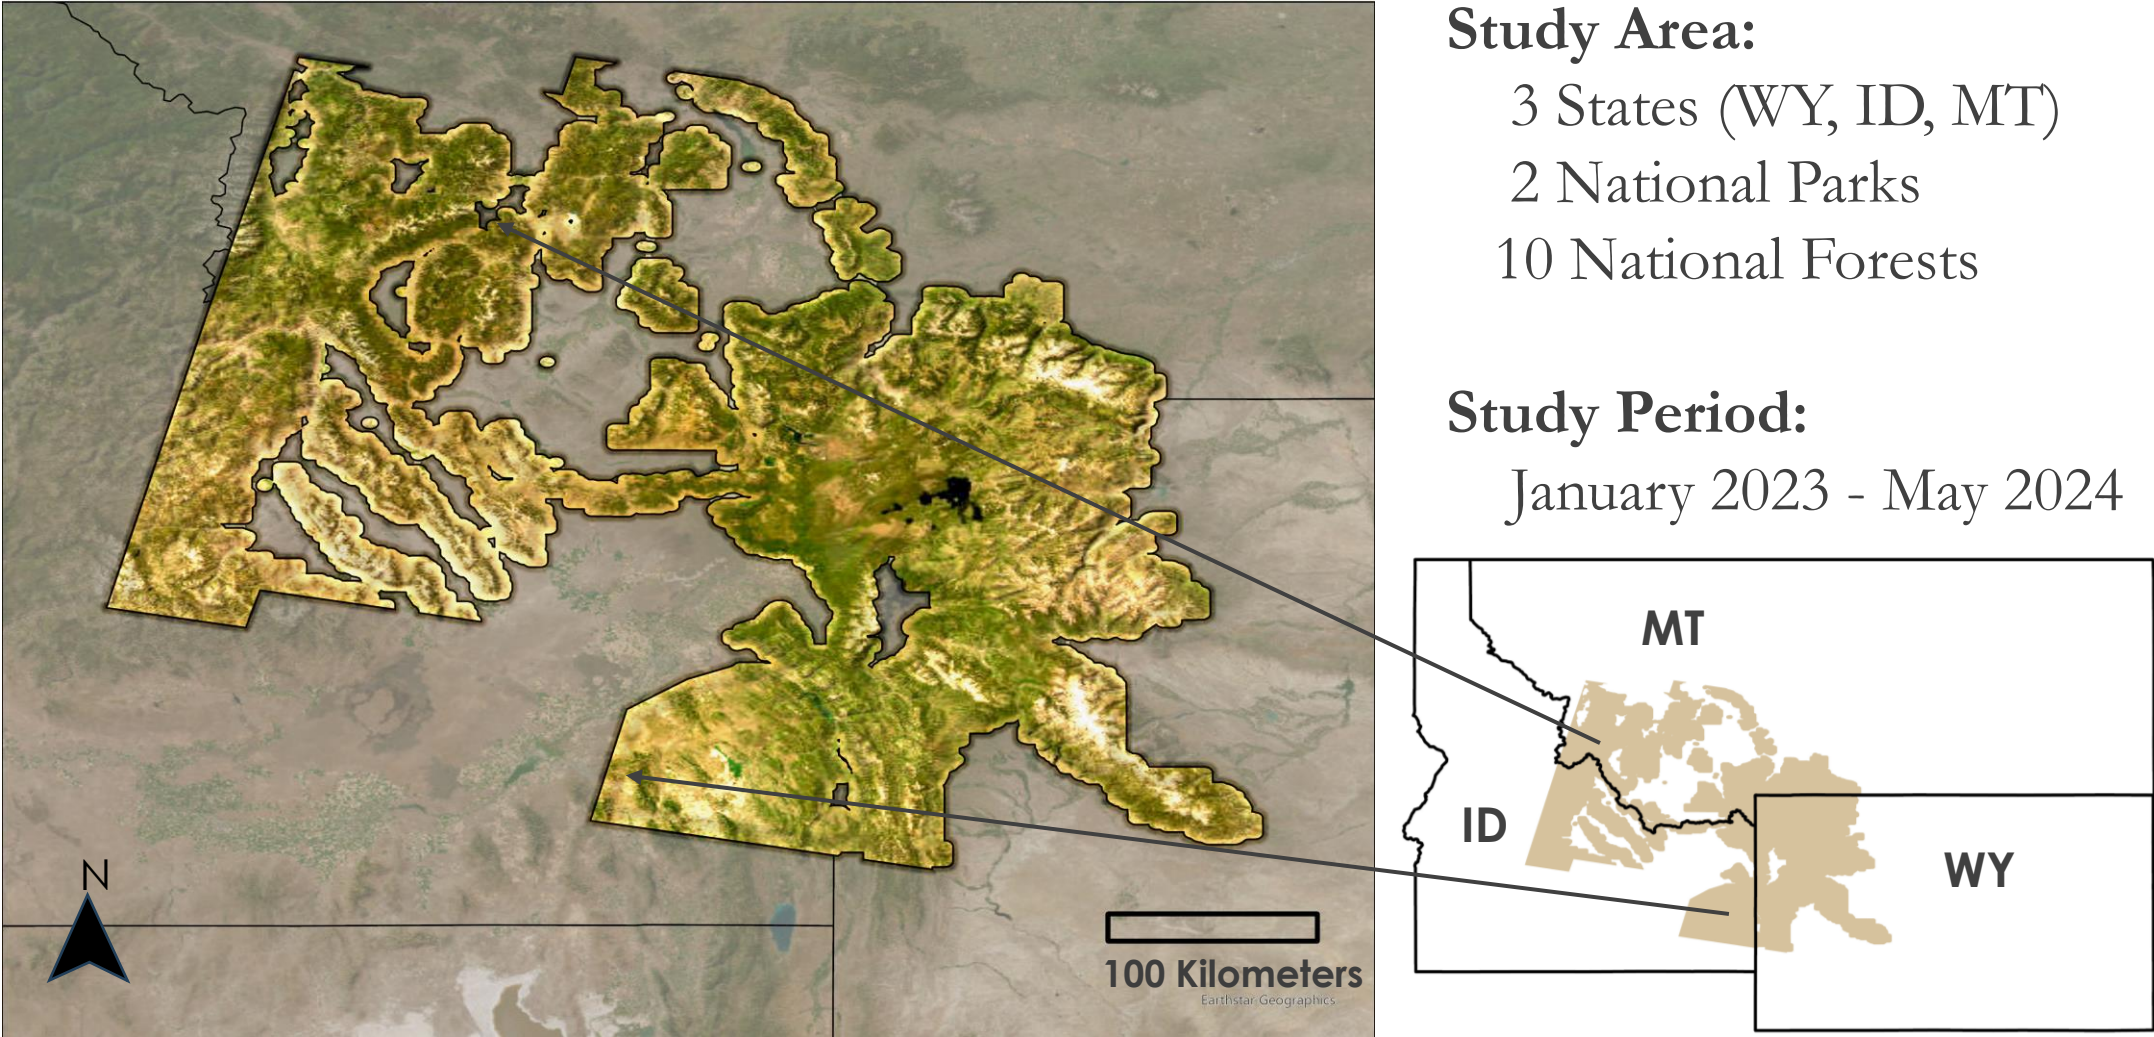 Study Area:
3 States (WY, ID, MT)
2 National Parks
10 National Forests
Study Period:
January 2023 - May 2024
MT
ID
WY
N
100 Kilometers
Earthstar Geographics